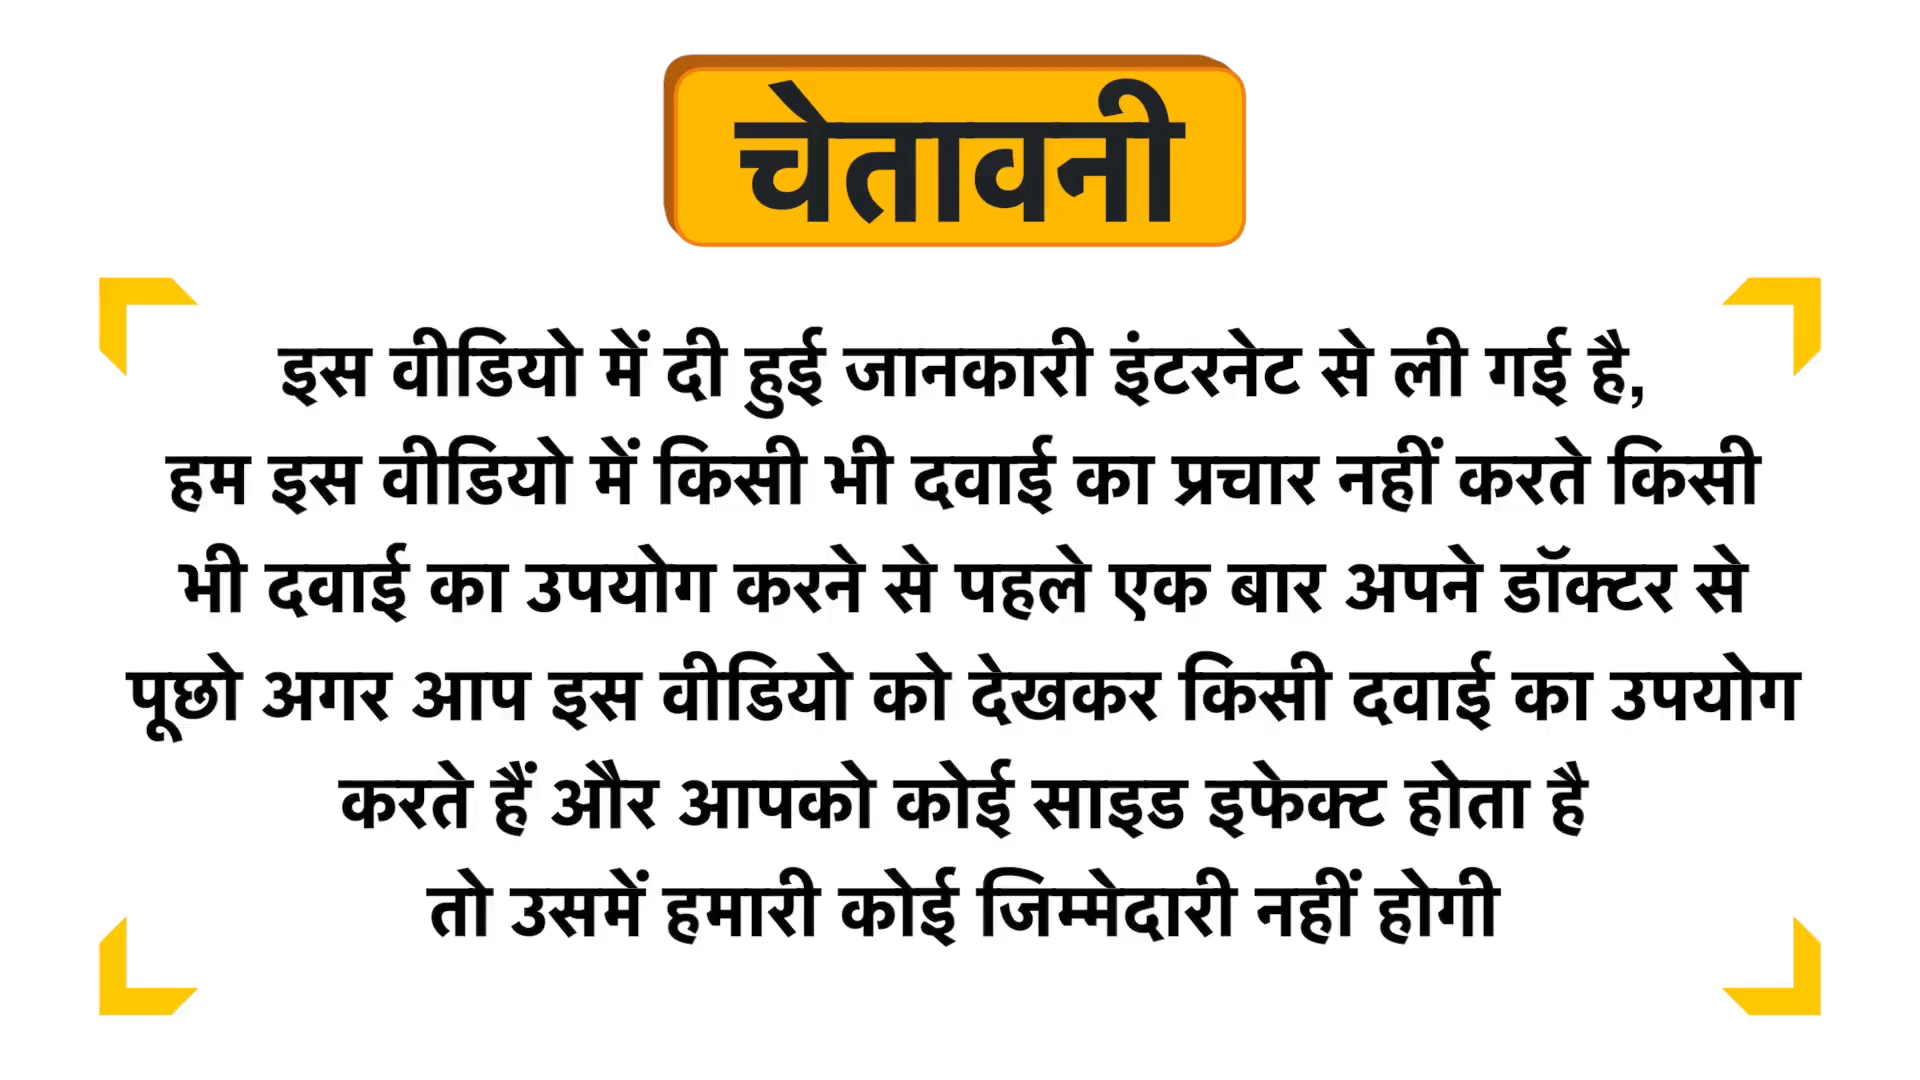 चेतावनी
इस वीडियो में दी हुई जानकारी इंटरनेट से ली गई है,
हम इस वीडियो में किसी भी दवाई का प्रचार नहीं करते किसी
भी दवाई का उपयोग करने से पहले एक बार अपने डॉक्टर से
पूछो अगर आप इस वीडियो को देखकर किसी दवाई का उपयोग
करते हैं और आपको कोई साइड इफेक्ट होता है
तो उसमें हमारी कोई जिम्मेदारी नहीं होगी